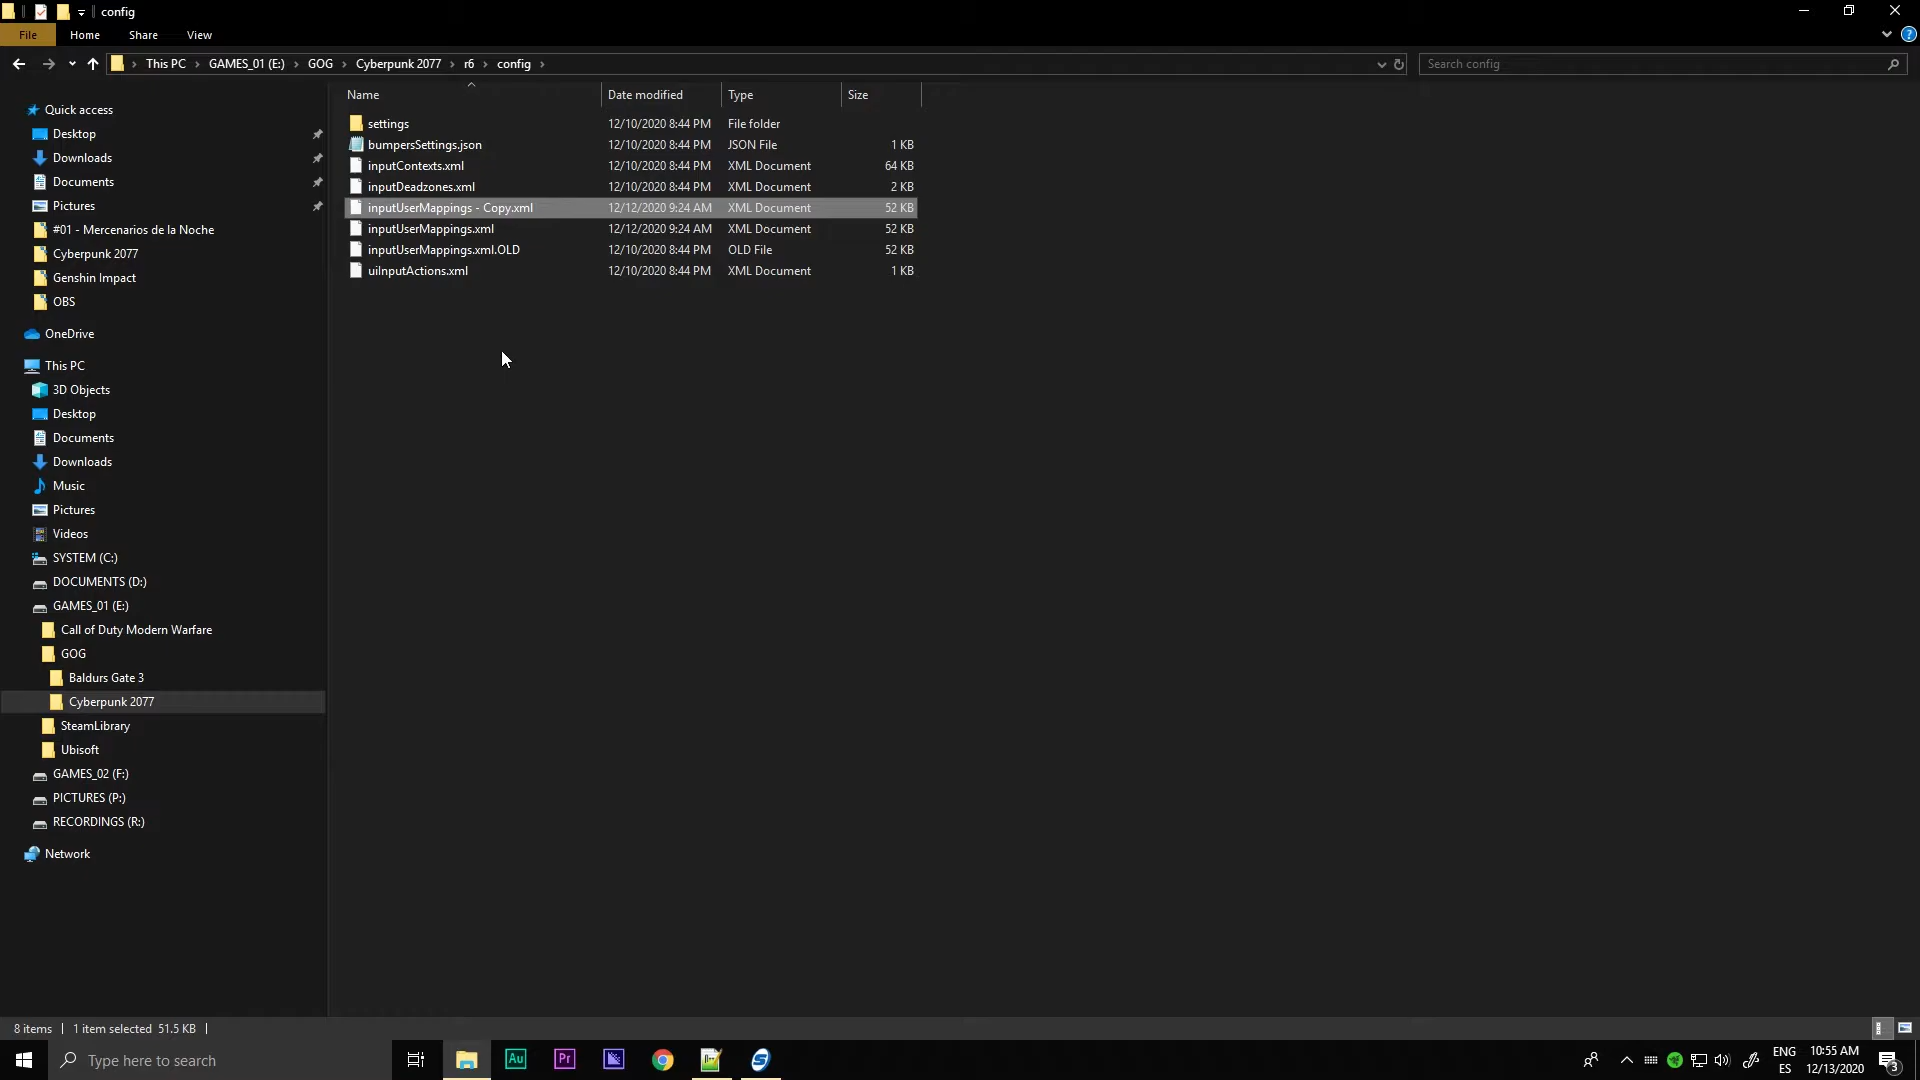 config
File Home Share View
This PC GAMES_01 (E:) GOG Cyberpunk 2077 r6 config
Search config
Name Date modified Type Size
settings 12/10/2020 8:44 PM File folder
bumpersSettings.json 12/10/2020 8:44 PM JSON File 1 KB
inputContexts.xml 12/10/2020 8:44 PM XML Document 64 KB
inputDeadzones.xml 12/10/2020 8:44 PM XML Document 2 KB
inputUserMappings - Copy.xml 12/12/2020 9:24 AM XML Document 52 KB
inputUserMappings.xml 12/12/2020 9:24 AM XML Document 52 KB
inputUserMappings.xml.OLD 12/10/2020 8:44 PM OLD File 52 KB
uiInputActions.xml 12/10/2020 8:44 PM XML Document 1 KB
Quick access
Desktop
Downloads
Documents
Pictures
#01 - Mercenarios de la Noche
Cyberpunk 2077
Genshin Impact
OBS
OneDrive
This PC
3D Objects
Desktop
Documents
Downloads
Music
Pictures
Videos
SYSTEM (C:)
DOCUMENTS (D:)
GAMES_01 (E:)
Call of Duty Modern Warfare
GOG
Baldurs Gate 3
Cyberpunk 2077
SteamLibrary
Ubisoft
GAMES_02 (F:)
PICTURES (P:)
RECORDINGS (R:)
Network
8 items 1 item selected 51.5 KB
Type here to search
Au
Pr
ENG
ES
10:55 AM
12/13/2020
3